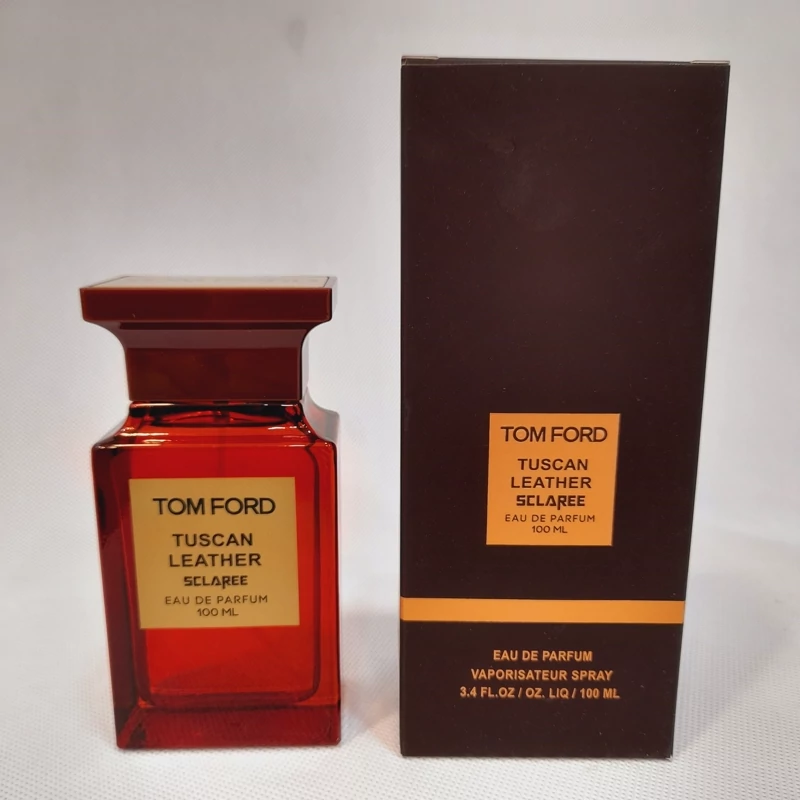 TOM FORD
TUSCAN
LEATHER
SCLAREE
EAU DE PARFUM
100 ML
TOM FORD
TUSCAN
LEATHER
SCLAREE
EAU DE PARFUM
100 ML
EAU DE PARFUM
VAPORISATEUR SPRAY
3.4 FL.OZ / OZ. LIQ / 100 ML